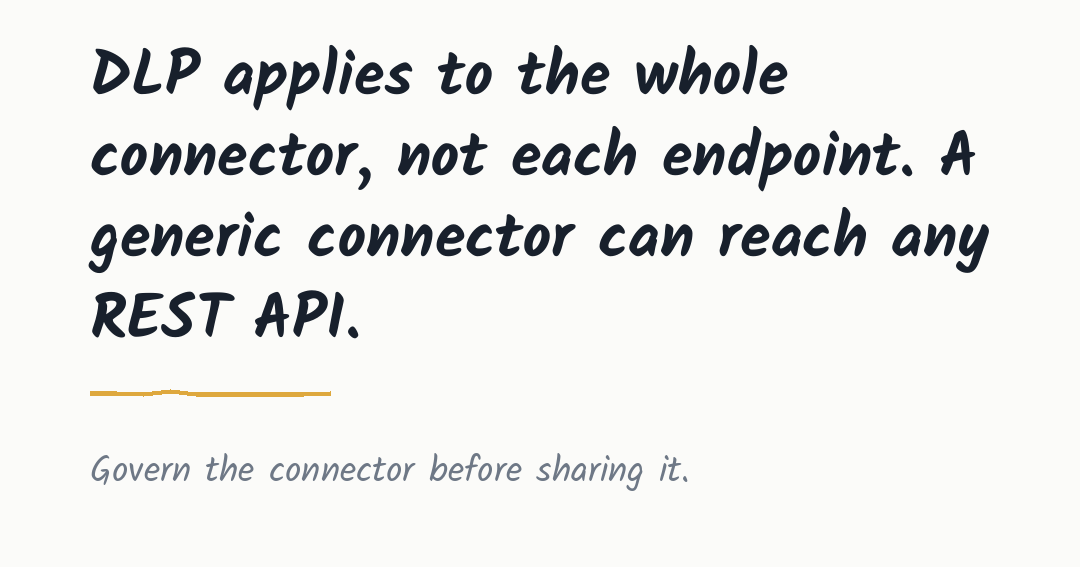 DLP applies to the whole
connector, not each endpoint. A
generic connector can reach any
REST API.
Govern the connector before sharing it.